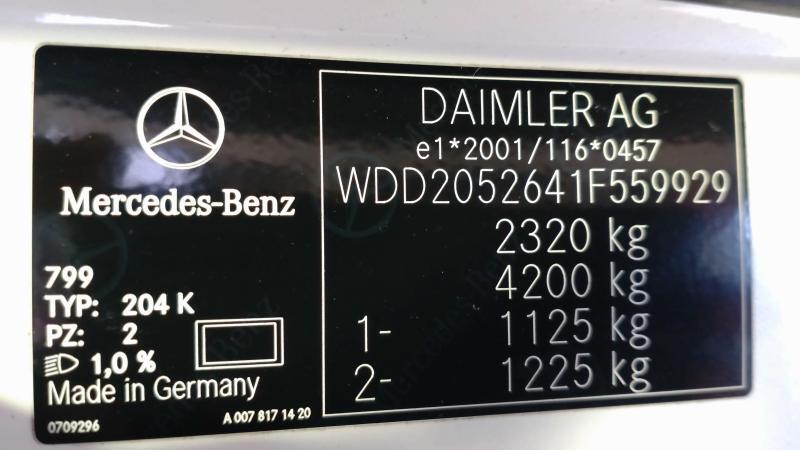 Mercedes-Benz
799
TYP: 204 K
PZ: 2
1,0 %
Made in Germany
0709296
A 007 817 14 20
DAIMLER AG
e1*2001/116*0457
WDD2052641F559929
2320 kg
4200 kg
1- 1125 kg
2- 1225 kg